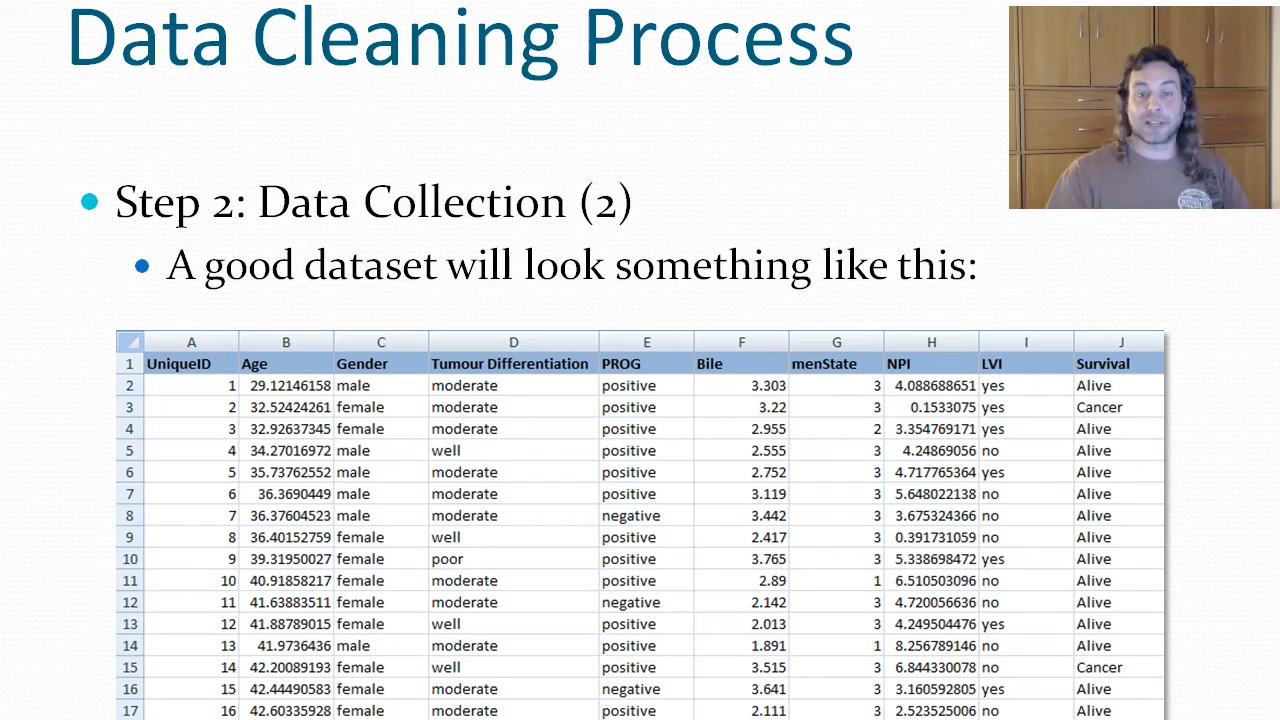 Data Cleaning Process
Step 2: Data Collection (2)
A good dataset will look something like this:
A B C D E F G H I J
1 UniqueID Age Gender Tumour Differentiation PROG Bile menState NPI LVI Survival
2 1 29.12146158 male moderate positive 3.303 3 4.088688651 yes Alive
3 2 32.52424261 female moderate positive 3.22 3 0.1533075 yes Cancer
4 3 32.92637345 female moderate positive 2.955 2 3.354769171 yes Alive
5 4 34.27016972 male well positive 2.555 3 4.24869056 no Alive
6 5 35.73762552 male moderate positive 2.752 3 4.717765364 yes Alive
7 6 36.3690449 male moderate positive 3.119 3 5.648022138 no Alive
8 7 36.37604523 male moderate negative 3.442 3 3.675324366 no Alive
9 8 36.40152759 female well positive 2.417 3 0.391731059 no Alive
10 9 39.31950027 female poor positive 3.765 3 5.338698472 yes Alive
11 10 40.91858217 female moderate positive 2.89 1 6.510503096 no Alive
12 11 41.63883511 female moderate negative 2.142 3 4.720056636 no Alive
13 12 41.88789015 female well positive 2.013 3 4.249504476 yes Alive
14 13 41.9736436 male moderate positive 1.891 1 8.256789146 no Alive
15 14 42.20089193 female well positive 3.515 3 6.844330078 no Cancer
16 15 42.44490583 female moderate negative 3.641 3 3.160592805 yes Alive
17 16 42.60335928 female moderate positive 2.111 3 2.523525006 no Alive